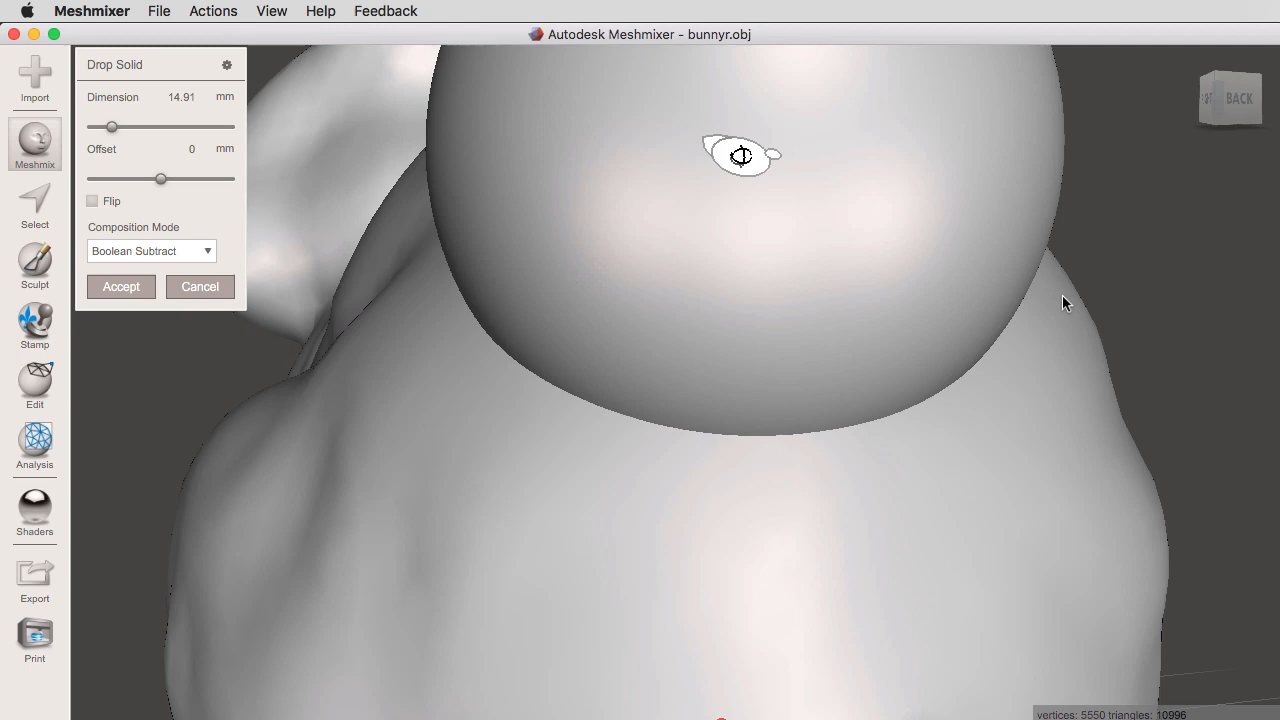 Meshmixer File Actions View Help Feedback
Autodesk Meshmixer - bunnyr.obj
Import
Meshmix
Select
Sculpt
Stamp
Edit
Analysis
Shaders
Export
Print
Drop Solid
Dimension 14.91 mm
Offset 0 mm
Flip
Composition Mode
Boolean Subtract
Accept Cancel
BACK
vertices: 5550 triangles: 10996